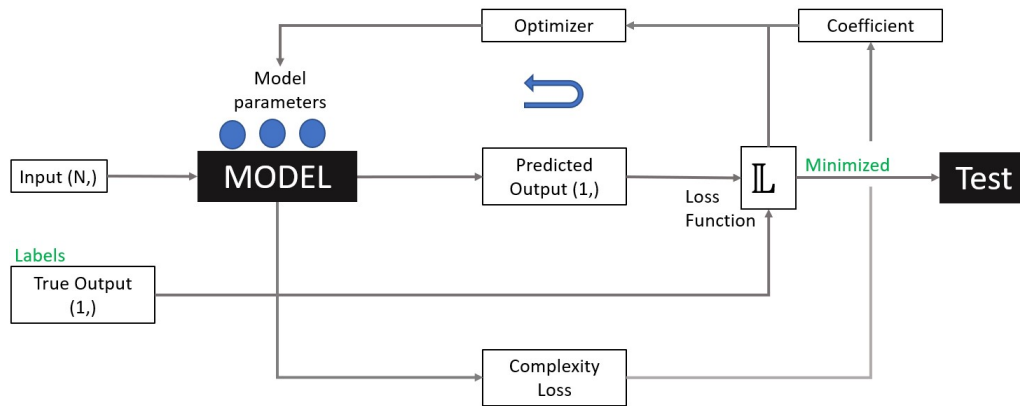 Optimizer
Coefficient
Model
parameters
Input (N,)
MODEL
Predicted
Output (1,)
𝕃
Minimized
Test
Loss
Function
Labels
True Output
(1,)
Complexity
Loss